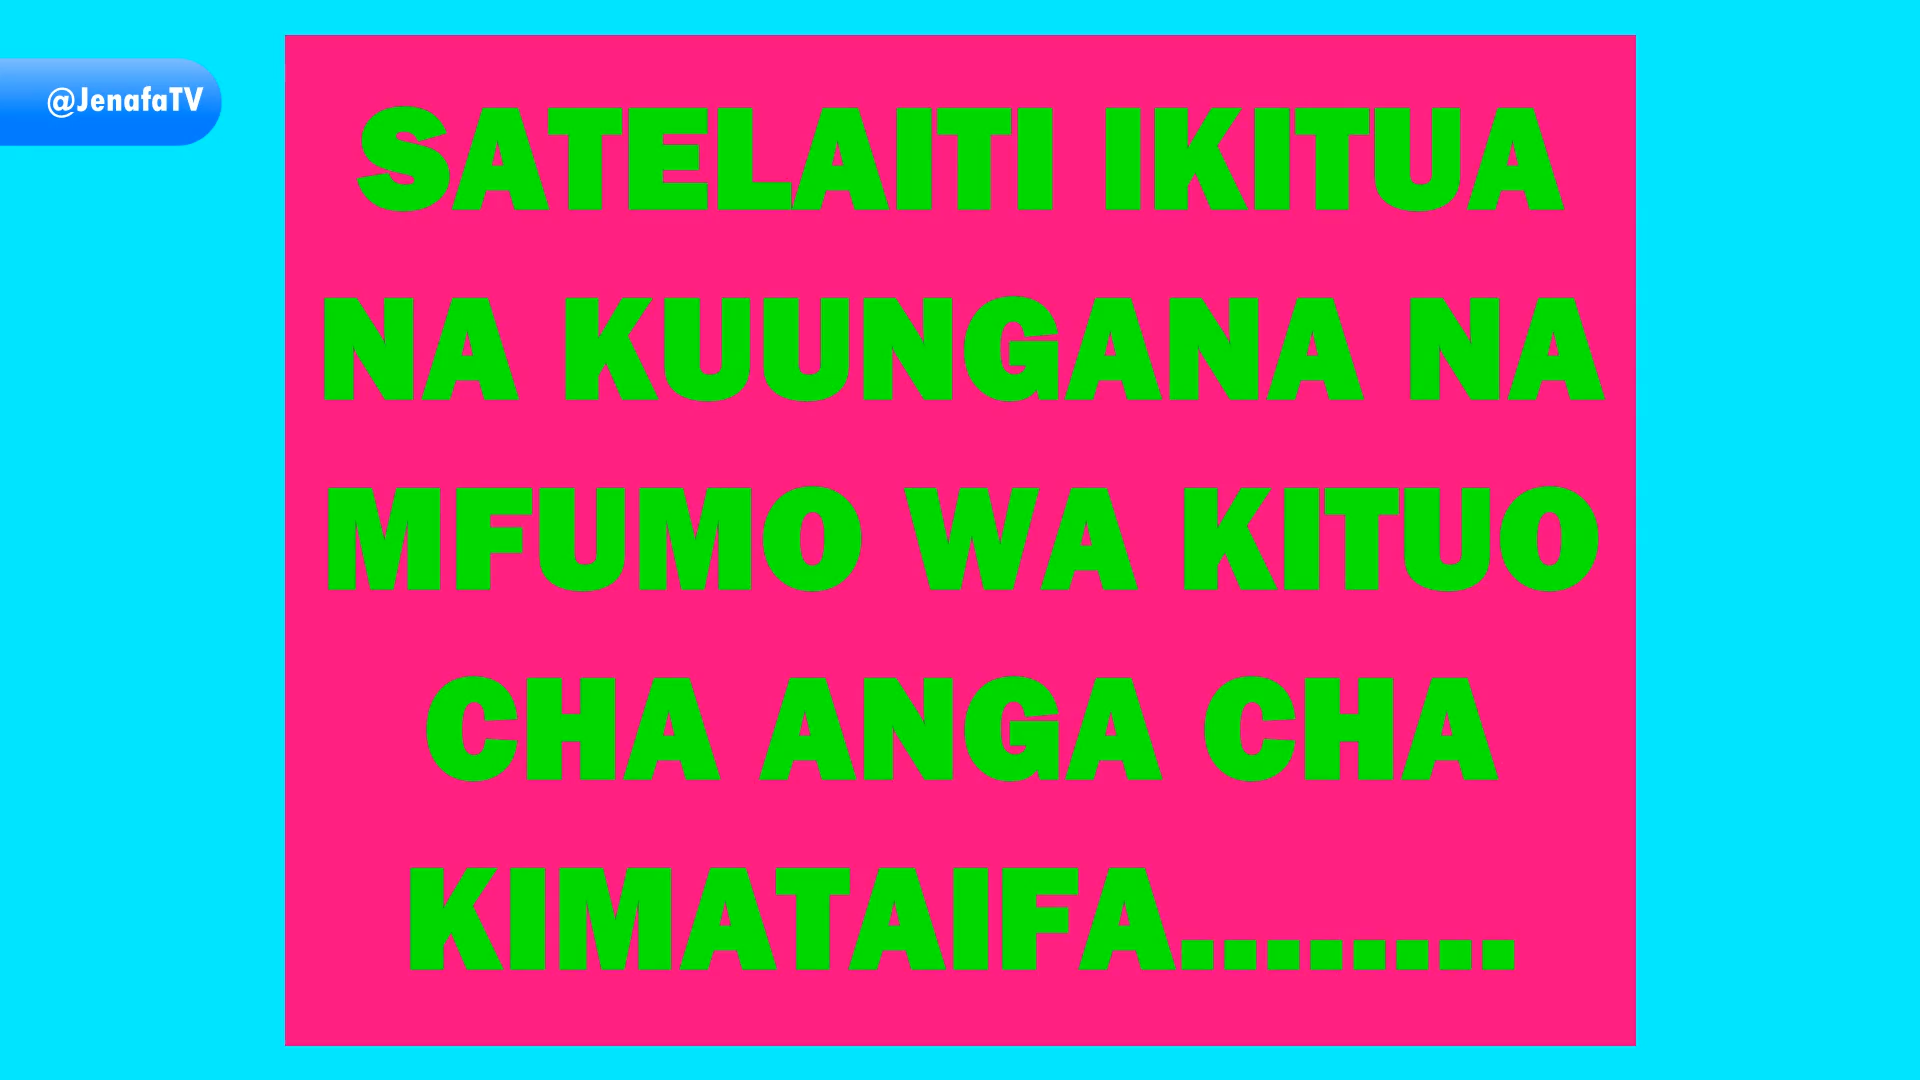 @JenafaTV
SATELAITI IKITUA
NA KUUNGANA NA
MFUMO WA KITUO
CHA ANGA CHA
KIMATAIFA........